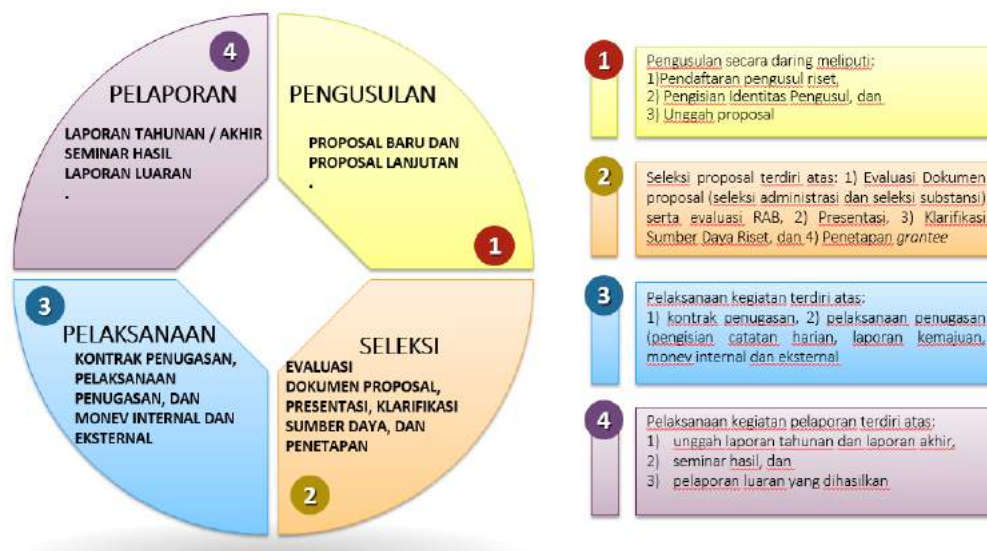 4
PELAPORAN
LAPORAN TAHUNAN / AKHIR
SEMINAR HASIL
LAPORAN LUARAN
.
PENGUSULAN
PROPOSAL BARU DAN
PROPOSAL LANJUTAN
.
1
3
PELAKSANAAN
KONTRAK PENUGASAN,
PELAKSANAAN
PENUGASAN, DAN
MONEV INTERNAL DAN
EKSTERNAL
SELEKSI
EVALUASI
DOKUMEN PROPOSAL,
PRESENTASI, KLARIFIKASI
SUMBER DAYA, DAN
PENETAPAN
2
1
Pengusulan secara daring meliputi:
1)Pendaftaran pengusul riset,
2) Pengisian Identitas Pengusul, dan
3) Unggah proposal
2
Seleksi proposal terdiri atas: 1) Evaluasi Dokumen
proposal (seleksi administrasi dan seleksi substansi)
serta evaluasi RAB, 2) Presentasi, 3) Klarifikasi
Sumber Daya Riset, dan 4) Penetapan grantee
3
Pelaksanaan kegiatan terdiri atas:
1) kontrak penugasan, 2) pelaksanaan penugasan
(pengisian catatan harian, laporan kemajuan,
monev internal dan eksternal
4
Pelaksanaan kegiatan pelaporan terdiri atas:
1) unggah laporan tahunan dan laporan akhir,
2) seminar hasil, dan
3) pelaporan luaran yang dihasilkan